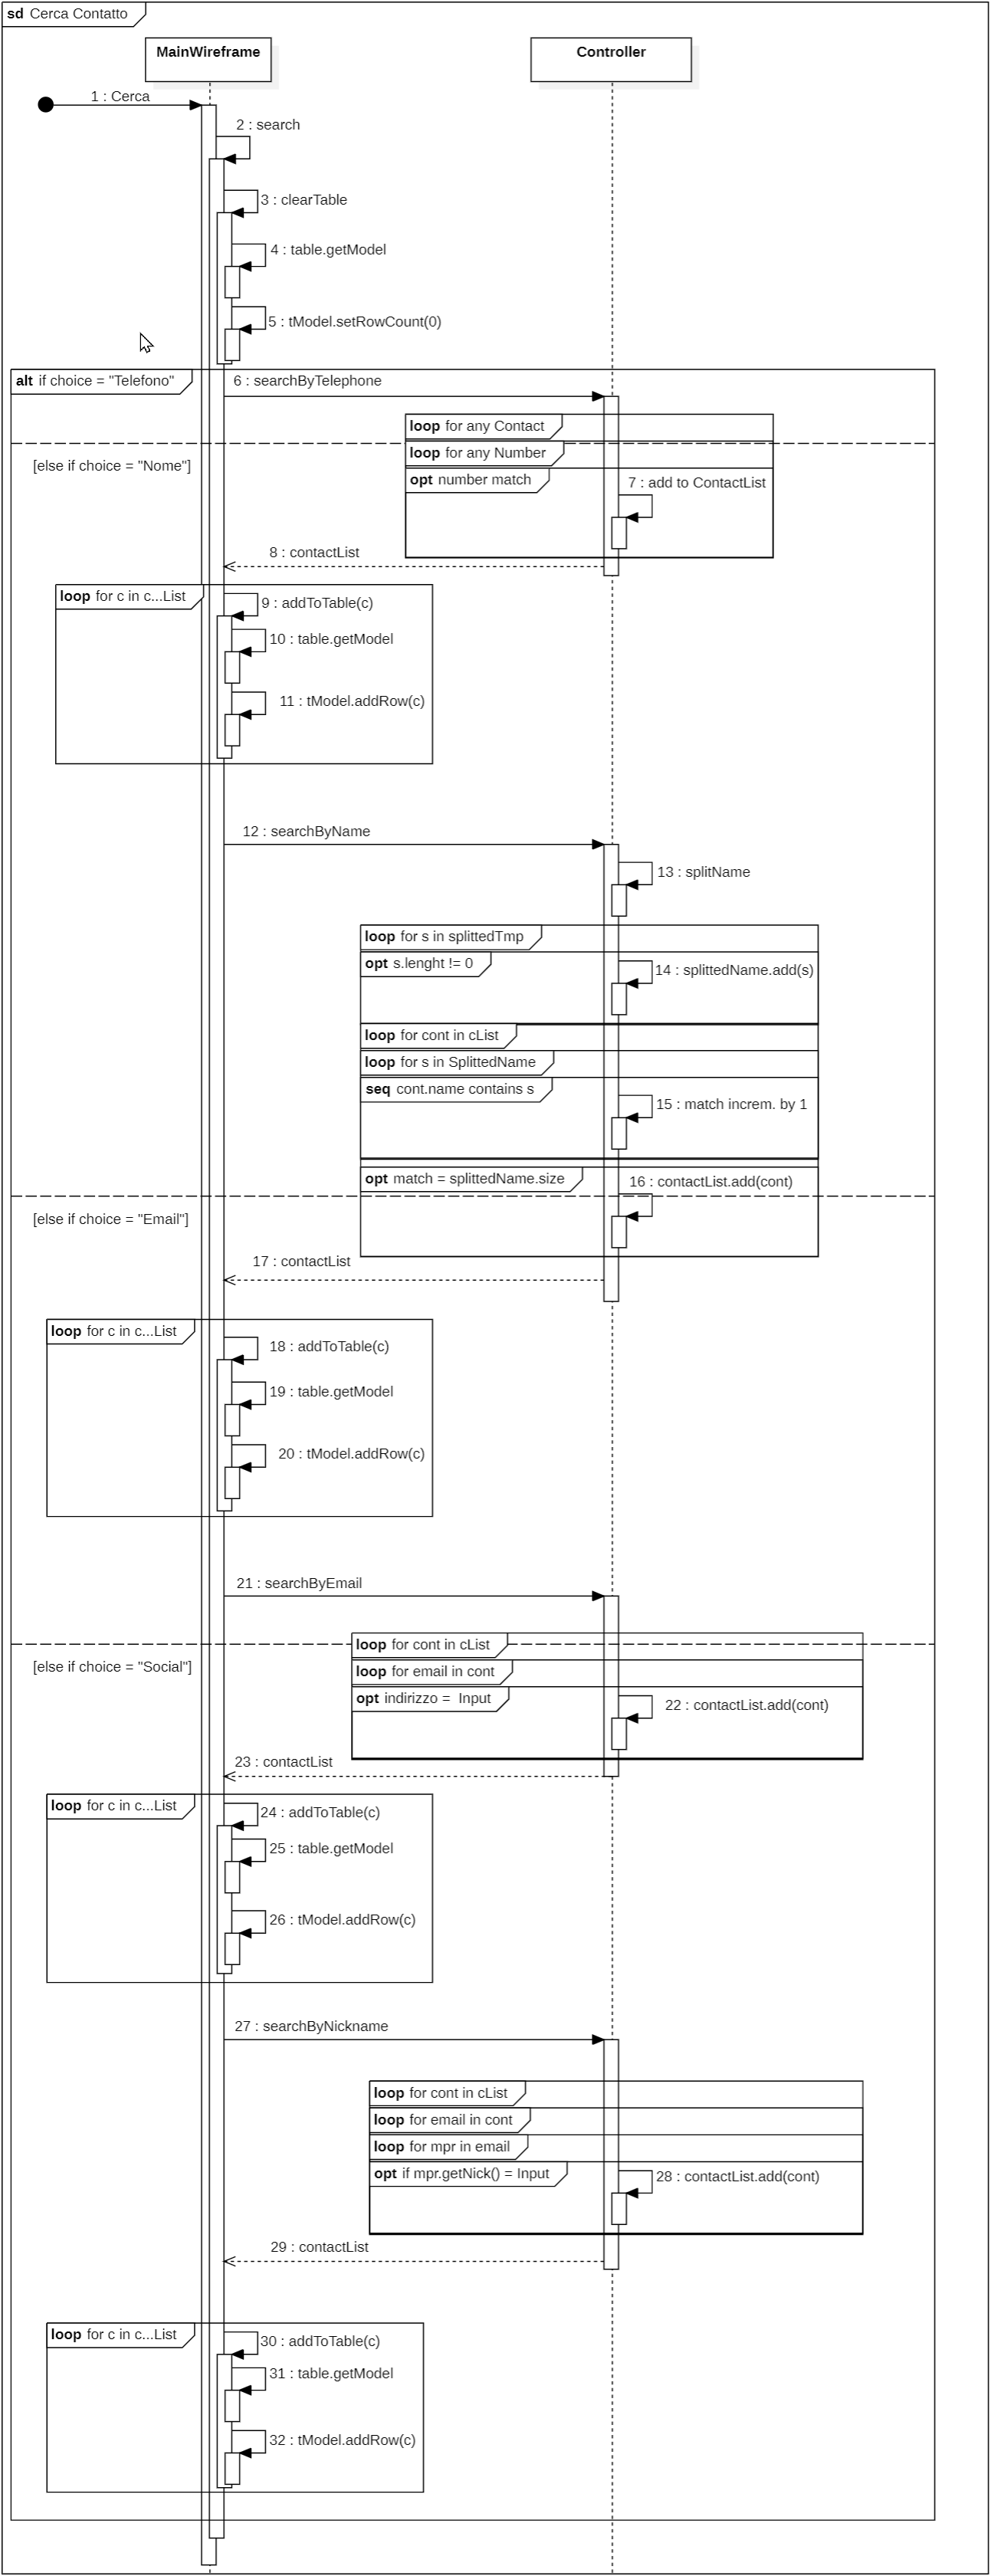 sd Cerca Contatto
MainWireframe
Controller
1 : Cerca
2 : search
3 : clearTable
4 : table.getModel
5 : tModel.setRowCount(0)
alt if choice = "Telefono"
6 : searchByTelephone
loop for any Contact
loop for any Number
[else if choice = "Nome"]
opt number match
7 : add to ContactList
8 : contactList
loop for c in c...List
9 : addToTable(c)
10 : table.getModel
11 : tModel.addRow(c)
12 : searchByName
13 : splitName
loop for s in splittedTmp
opt s.lenght != 0
14 : splittedName.add(s)
loop for cont in cList
loop for s in SplittedName
seq cont.name contains s
15 : match increm. by 1
opt match = splittedName.size
16 : contactList.add(cont)
[else if choice = "Email"]
17 : contactList
loop for c in c...List
18 : addToTable(c)
19 : table.getModel
20 : tModel.addRow(c)
21 : searchByEmail
loop for cont in cList
[else if choice = "Social"]
loop for email in cont
opt indirizzo = Input
22 : contactList.add(cont)
23 : contactList
loop for c in c...List
24 : addToTable(c)
25 : table.getModel
26 : tModel.addRow(c)
27 : searchByNickname
loop for cont in cList
loop for email in cont
loop for mpr in email
opt if mpr.getNick() = Input
28 : contactList.add(cont)
29 : contactList
loop for c in c...List
30 : addToTable(c)
31 : table.getModel
32 : tModel.addRow(c)